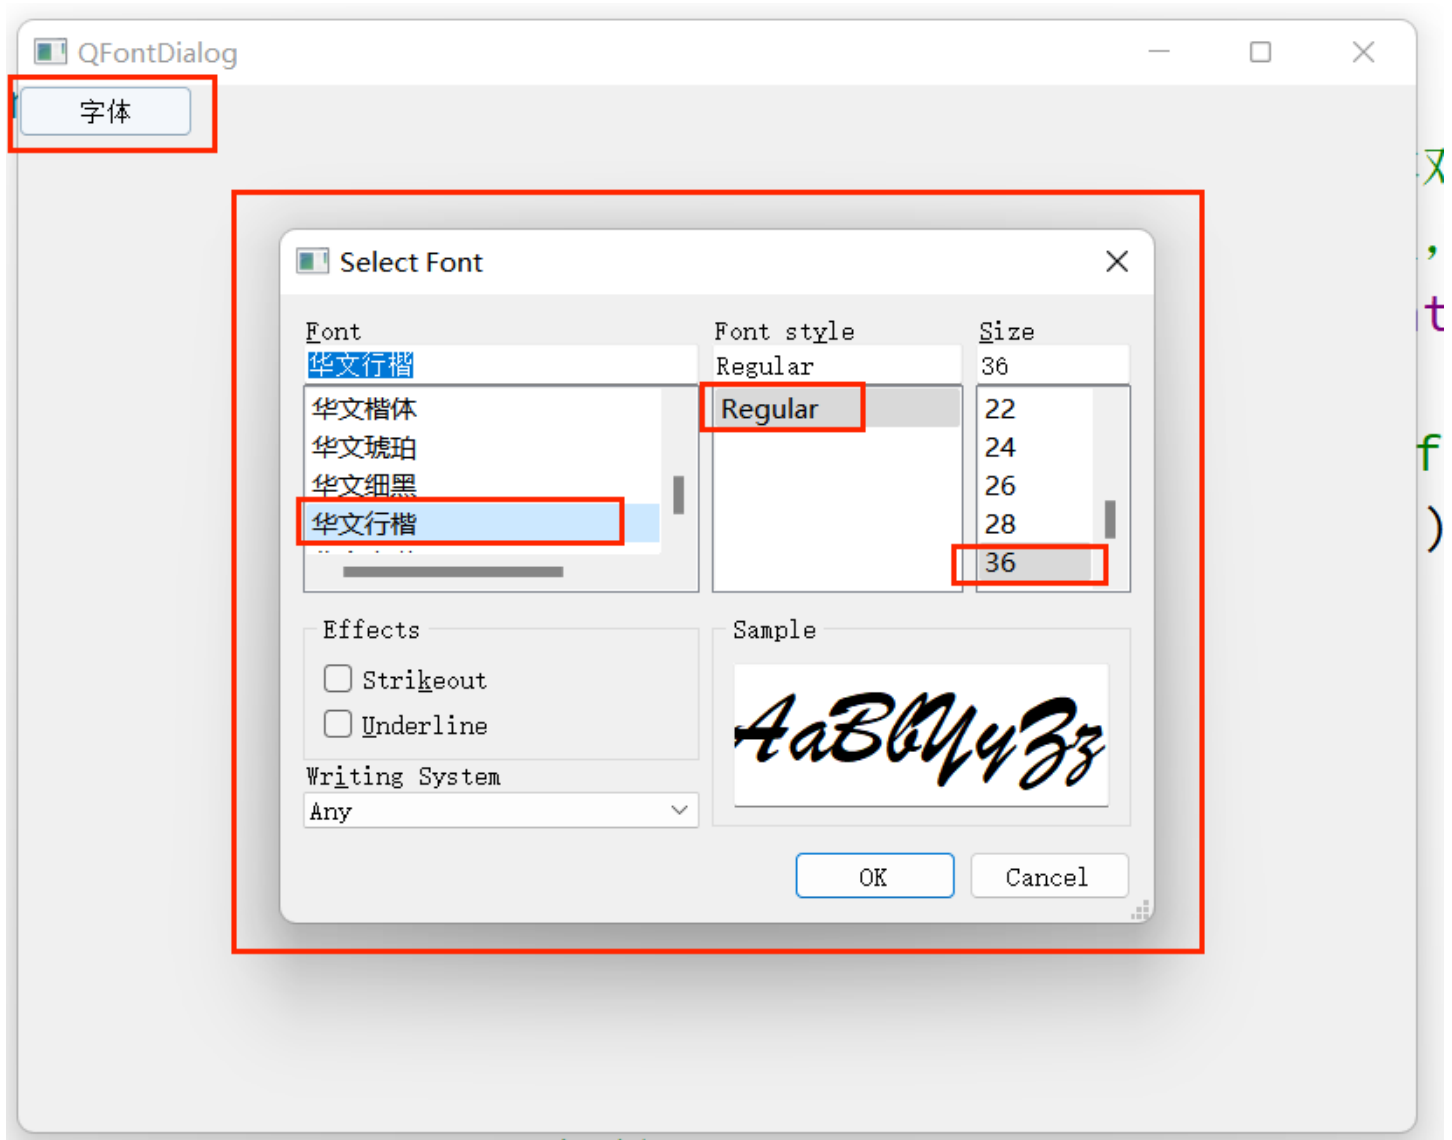 QFontDialog
字体
Select Font
Font Font style Size
华文行楷 Regular 36
华文楷体 Regular 22
华文琥珀 24
华文细黑 26
华文行楷 28
36
Effects Sample
Strikeout
Underline
AaBbYyZz
Writing System
Any
OK Cancel